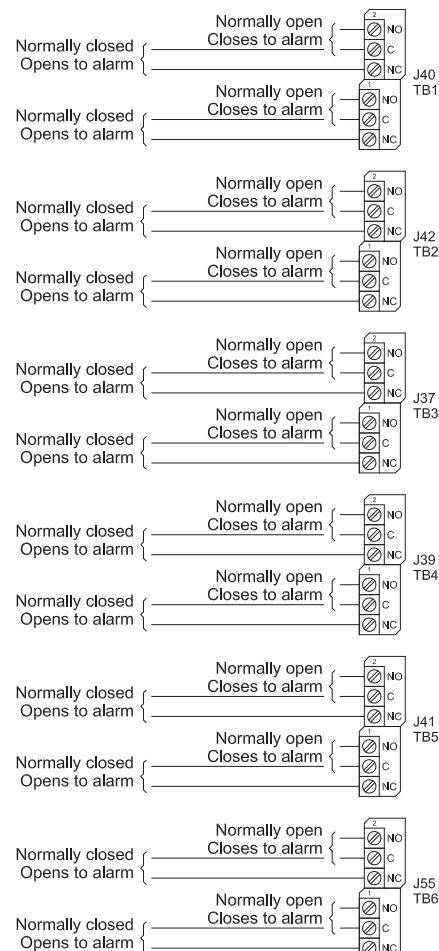 2
Normally open
Closes to alarm
NO
Normally closed
Opens to alarm
C
NC
J40
TB1
1
Normally open
Closes to alarm
NO
Normally closed
Opens to alarm
C
NC
2
Normally open
Closes to alarm
NO
Normally closed
Opens to alarm
C
NC
J42
TB2
1
Normally open
Closes to alarm
NO
Normally closed
Opens to alarm
C
NC
2
Normally open
Closes to alarm
NO
Normally closed
Opens to alarm
C
NC
J37
TB3
1
Normally open
Closes to alarm
NO
Normally closed
Opens to alarm
C
NC
2
Normally open
Closes to alarm
NO
Normally closed
Opens to alarm
C
NC
J39
TB4
1
Normally open
Closes to alarm
NO
Normally closed
Opens to alarm
C
NC
2
Normally open
Closes to alarm
NO
Normally closed
Opens to alarm
C
NC
J41
TB5
1
Normally open
Closes to alarm
NO
Normally closed
Opens to alarm
C
NC
2
Normally open
Closes to alarm
NO
Normally closed
Opens to alarm
C
NC
J55
TB6
1
Normally open
Closes to alarm
NO
Normally closed
Opens to alarm
C
NC